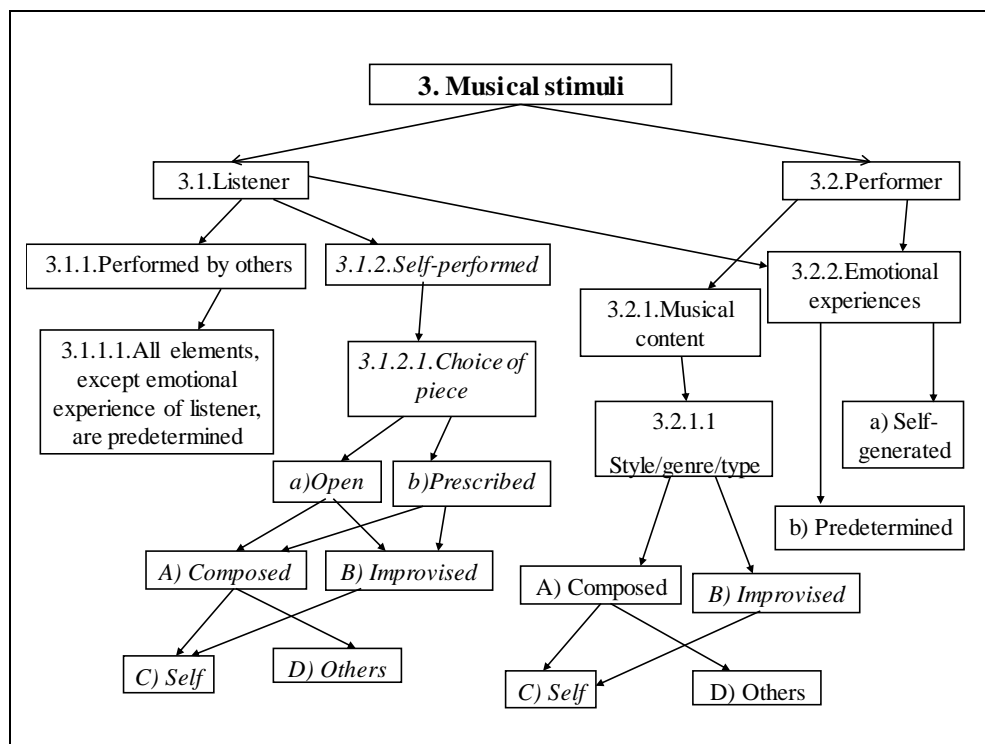 3. Musical stimuli
3.1.Listener
3.2.Performer
3.1.1.Performed by others
3.1.2.Self-performed
3.2.2.Emotional
experiences
3.2.1.Musical
content
3.1.1.1.All elements,
except emotional
experience of listener,
are predetermined
3.1.2.1.Choice of
piece
3.2.1.1
Style/genre/type
a) Self-
generated
a)Open
b)Prescribed
b) Predetermined
A) Composed
B) Improvised
A) Composed
B) Improvised
C) Self
D) Others
C) Self
D) Others